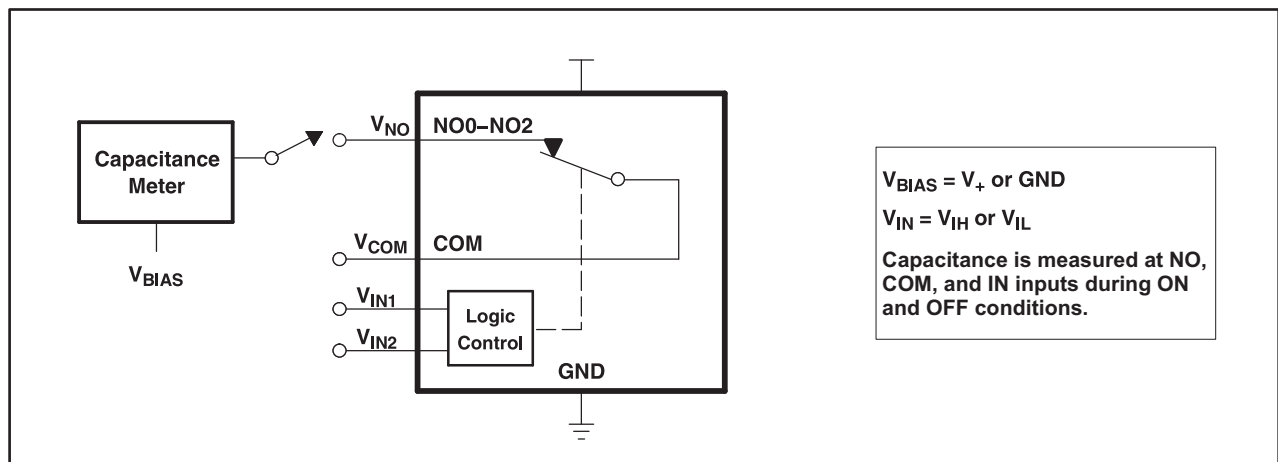 Capacitance
Meter
V_BIAS
V_NO NO0–NO2
V_COM COM
V_IN1
V_IN2
Logic
Control
GND
V_BIAS = V_+ or GND
V_IN = V_IH or V_IL
Capacitance is measured at NO,
COM, and IN inputs during ON
and OFF conditions.